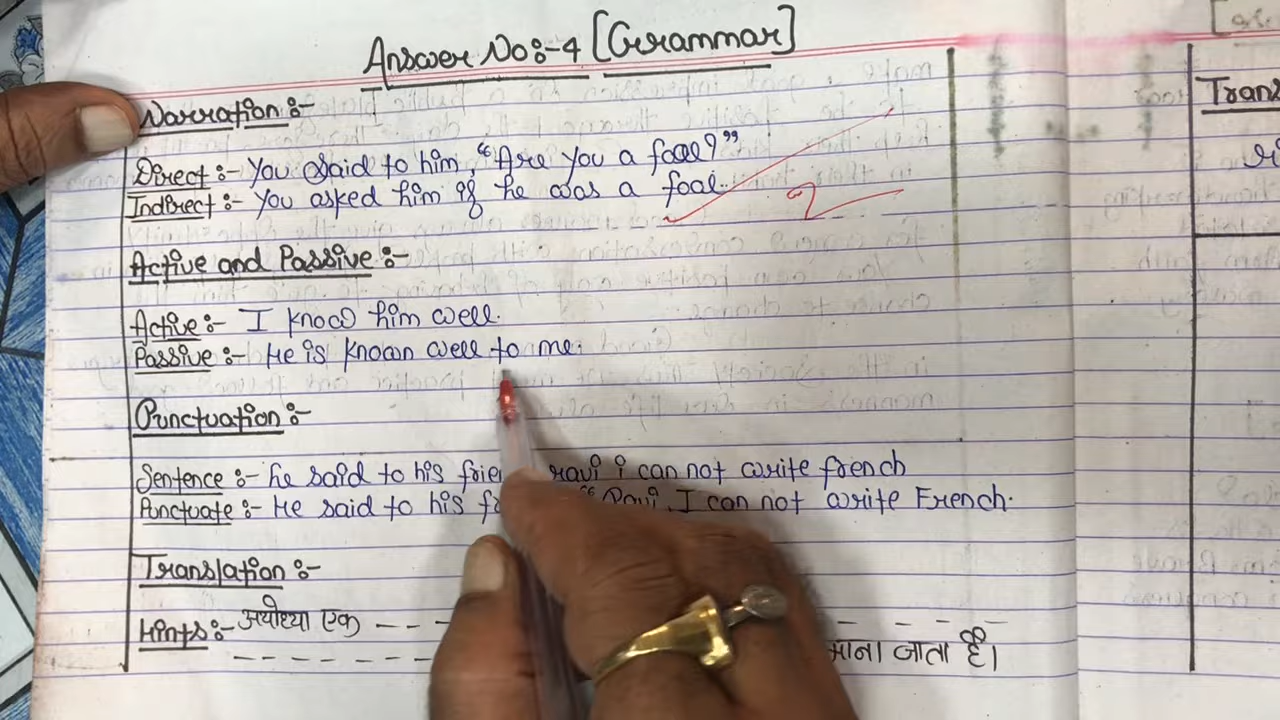 Answer No:-4 [Grammar]
Narration :-
Direct :- You said to him, "Are you a fool?"
Indirect :- You asked him if he was a fool.
2
Active and Passive :-
Active :- I know him well.
Passive :- He is known well to me.
Punctuation :-
Sentence :- he said to his ravi i can not write french
Punctuate :- He said to his "Ravi, I can not write French.
Translation :-
Hints :- अयोध्या एक
माना जाता है।